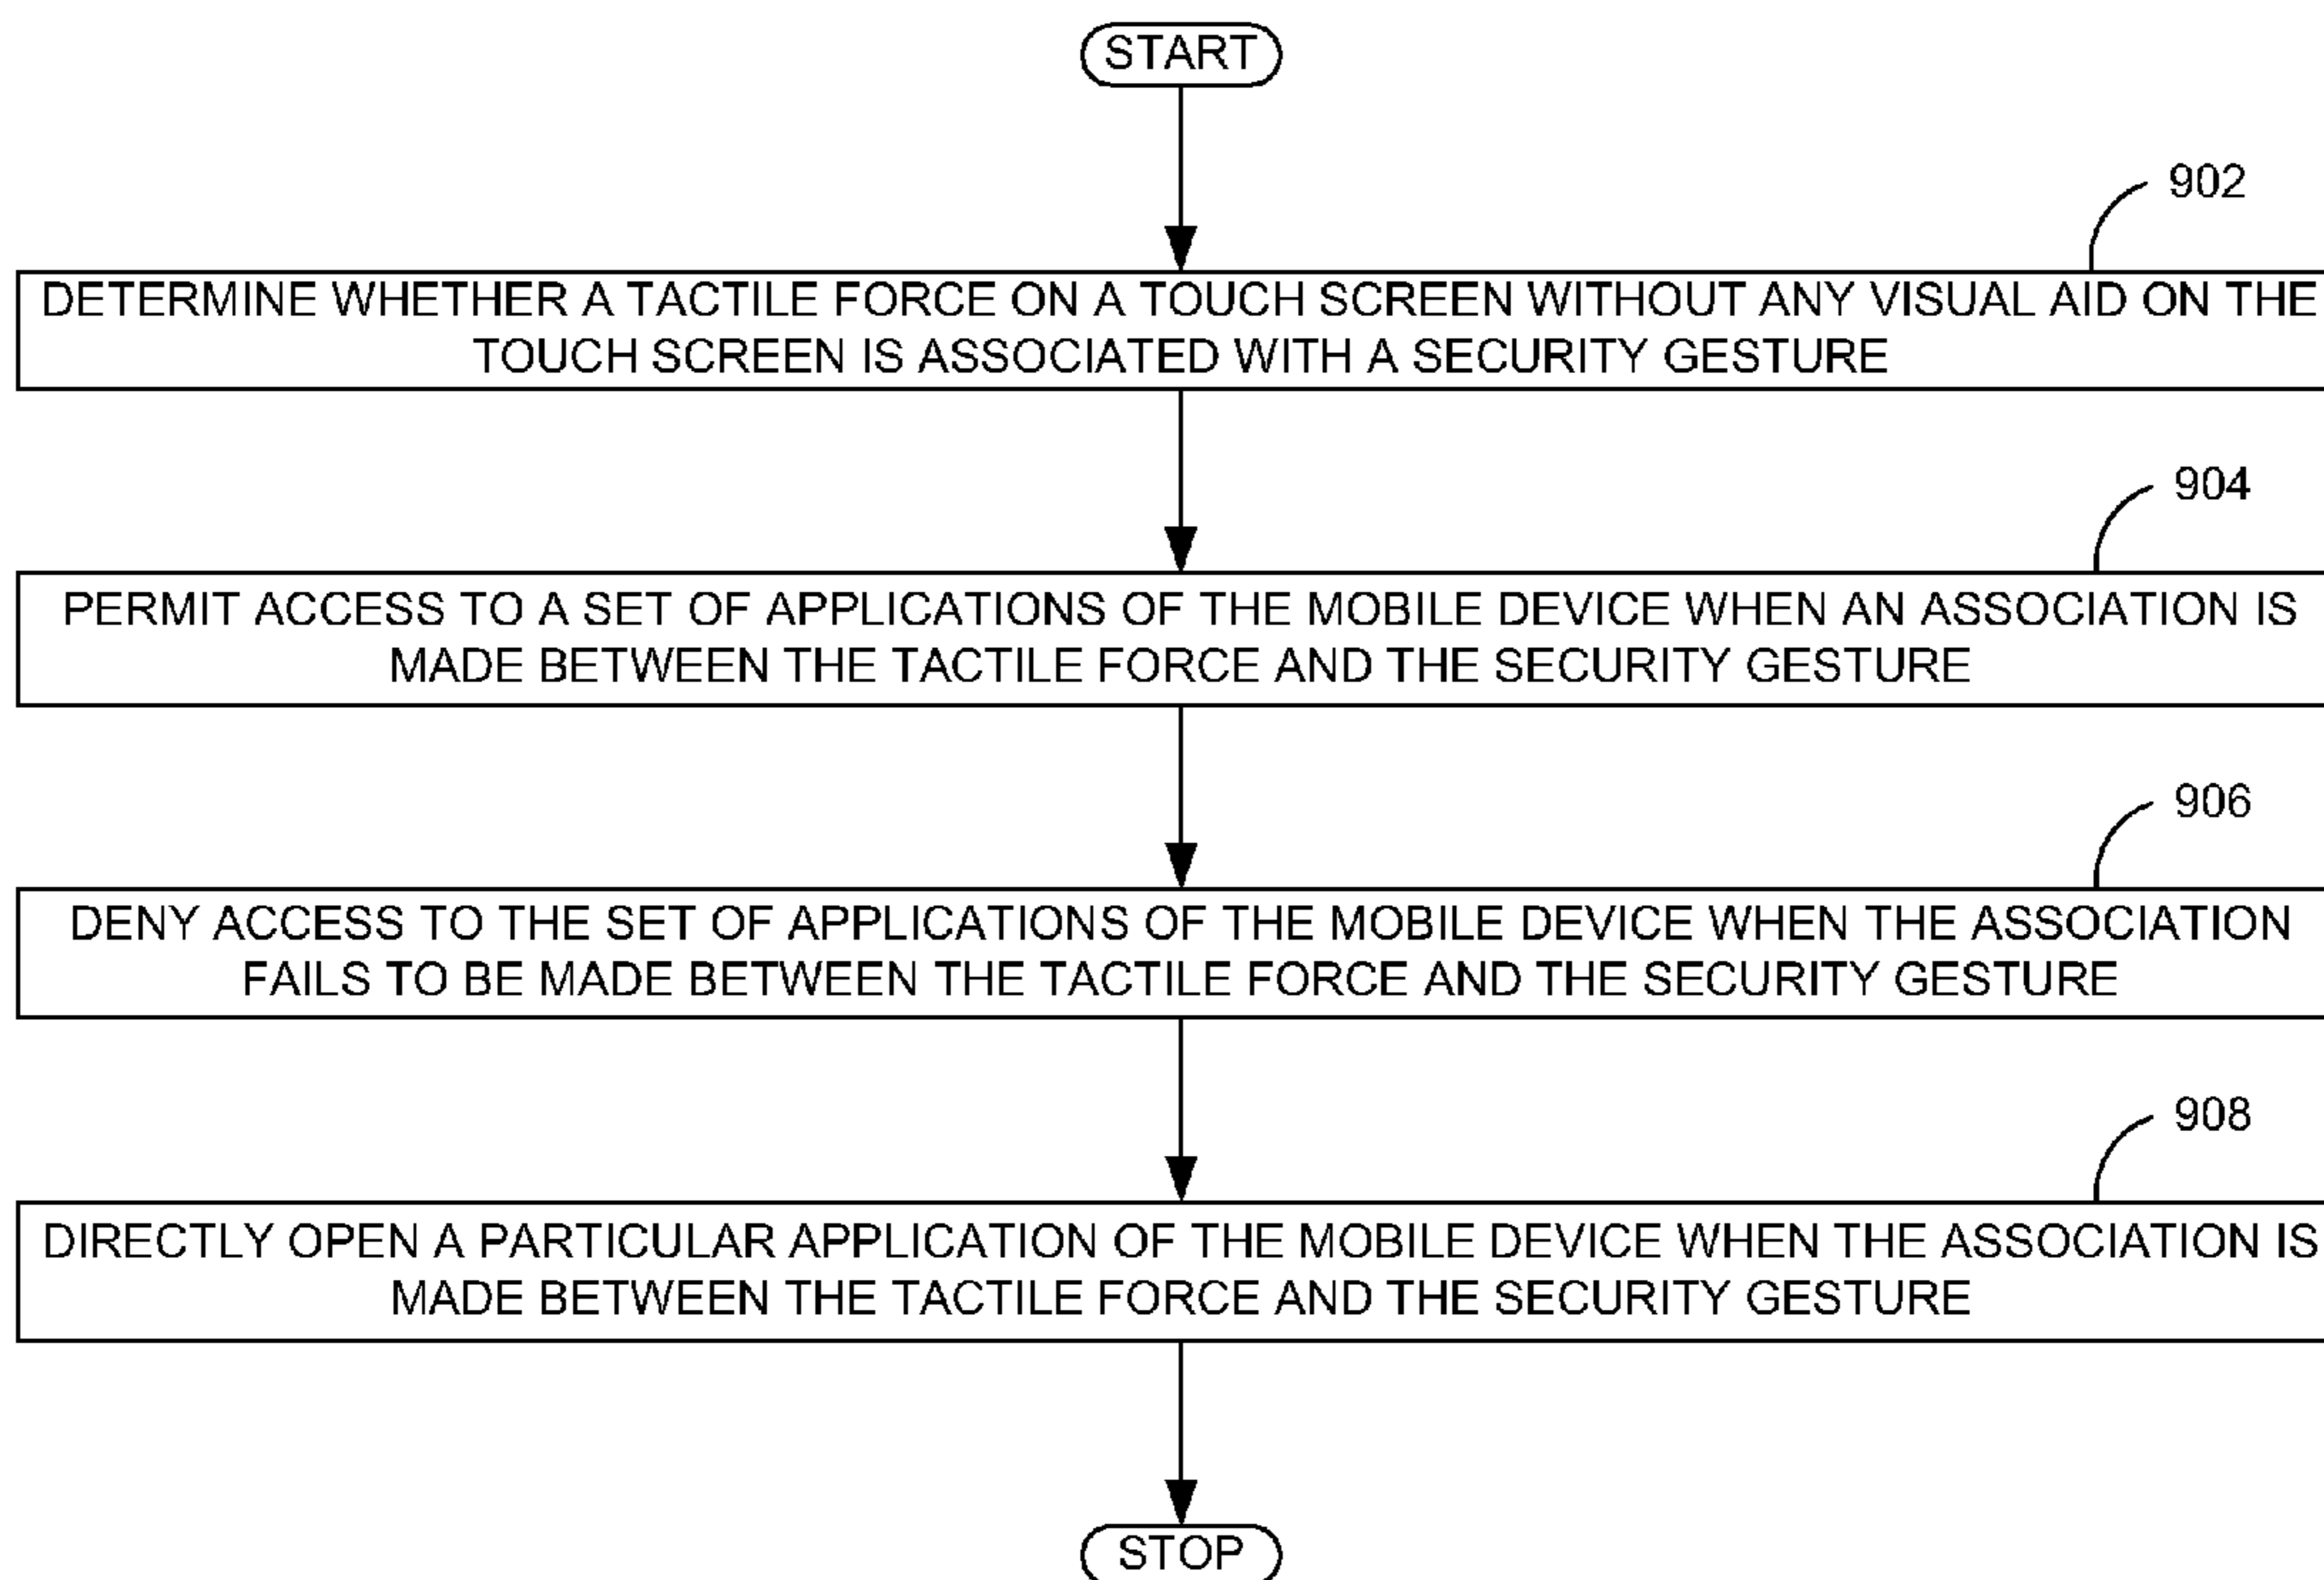 START
902
DETERMINE WHETHER A TACTILE FORCE ON A TOUCH SCREEN WITHOUT ANY VISUAL AID ON THE
TOUCH SCREEN IS ASSOCIATED WITH A SECURITY GESTURE
904
PERMIT ACCESS TO A SET OF APPLICATIONS OF THE MOBILE DEVICE WHEN AN ASSOCIATION IS
MADE BETWEEN THE TACTILE FORCE AND THE SECURITY GESTURE
906
DENY ACCESS TO THE SET OF APPLICATIONS OF THE MOBILE DEVICE WHEN THE ASSOCIATION
FAILS TO BE MADE BETWEEN THE TACTILE FORCE AND THE SECURITY GESTURE
908
DIRECTLY OPEN A PARTICULAR APPLICATION OF THE MOBILE DEVICE WHEN THE ASSOCIATION IS
MADE BETWEEN THE TACTILE FORCE AND THE SECURITY GESTURE
STOP